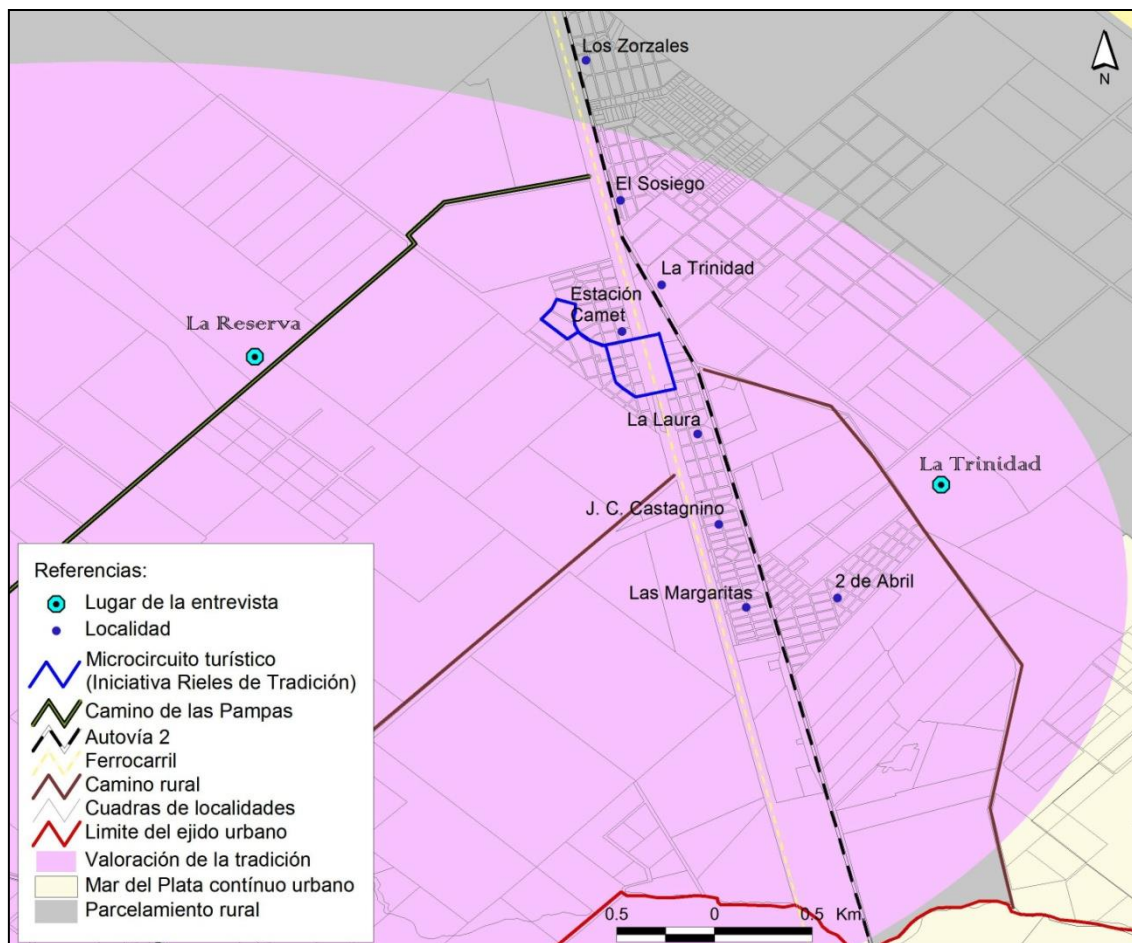 Los Zorzales
N
El Sosiego
La Trinidad
Estación
Camet
La Reserva
La Laura
La Trinidad
J. C. Castagnino
2 de Abril
Las Margaritas
Referencias:
Lugar de la entrevista
Localidad
Microcircuito turístico
(Iniciativa Rieles de Tradición)
Camino de las Pampas
Autovía 2
Ferrocarril
Camino rural
Cuadras de localidades
Limite del ejido urbano
Valoración de la tradición
Mar del Plata contínuo urbano
Parcelamiento rural
0.5 0 0.5 Km.